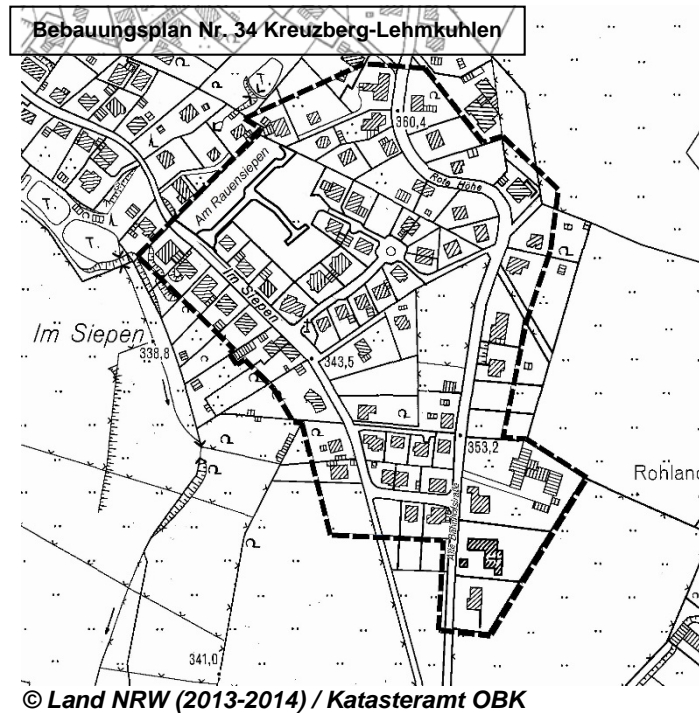 Bebauungsplan Nr. 34 Kreuzberg-Lehmkuhlen
360,4
Rote Höhe
Am Rauensiepen
T.
T.
T.
Im Siepen
Im Siepen
338,8
343,5
353,2
Rohland
341,0
© Land NRW (2013-2014) / Katasteramt OBK